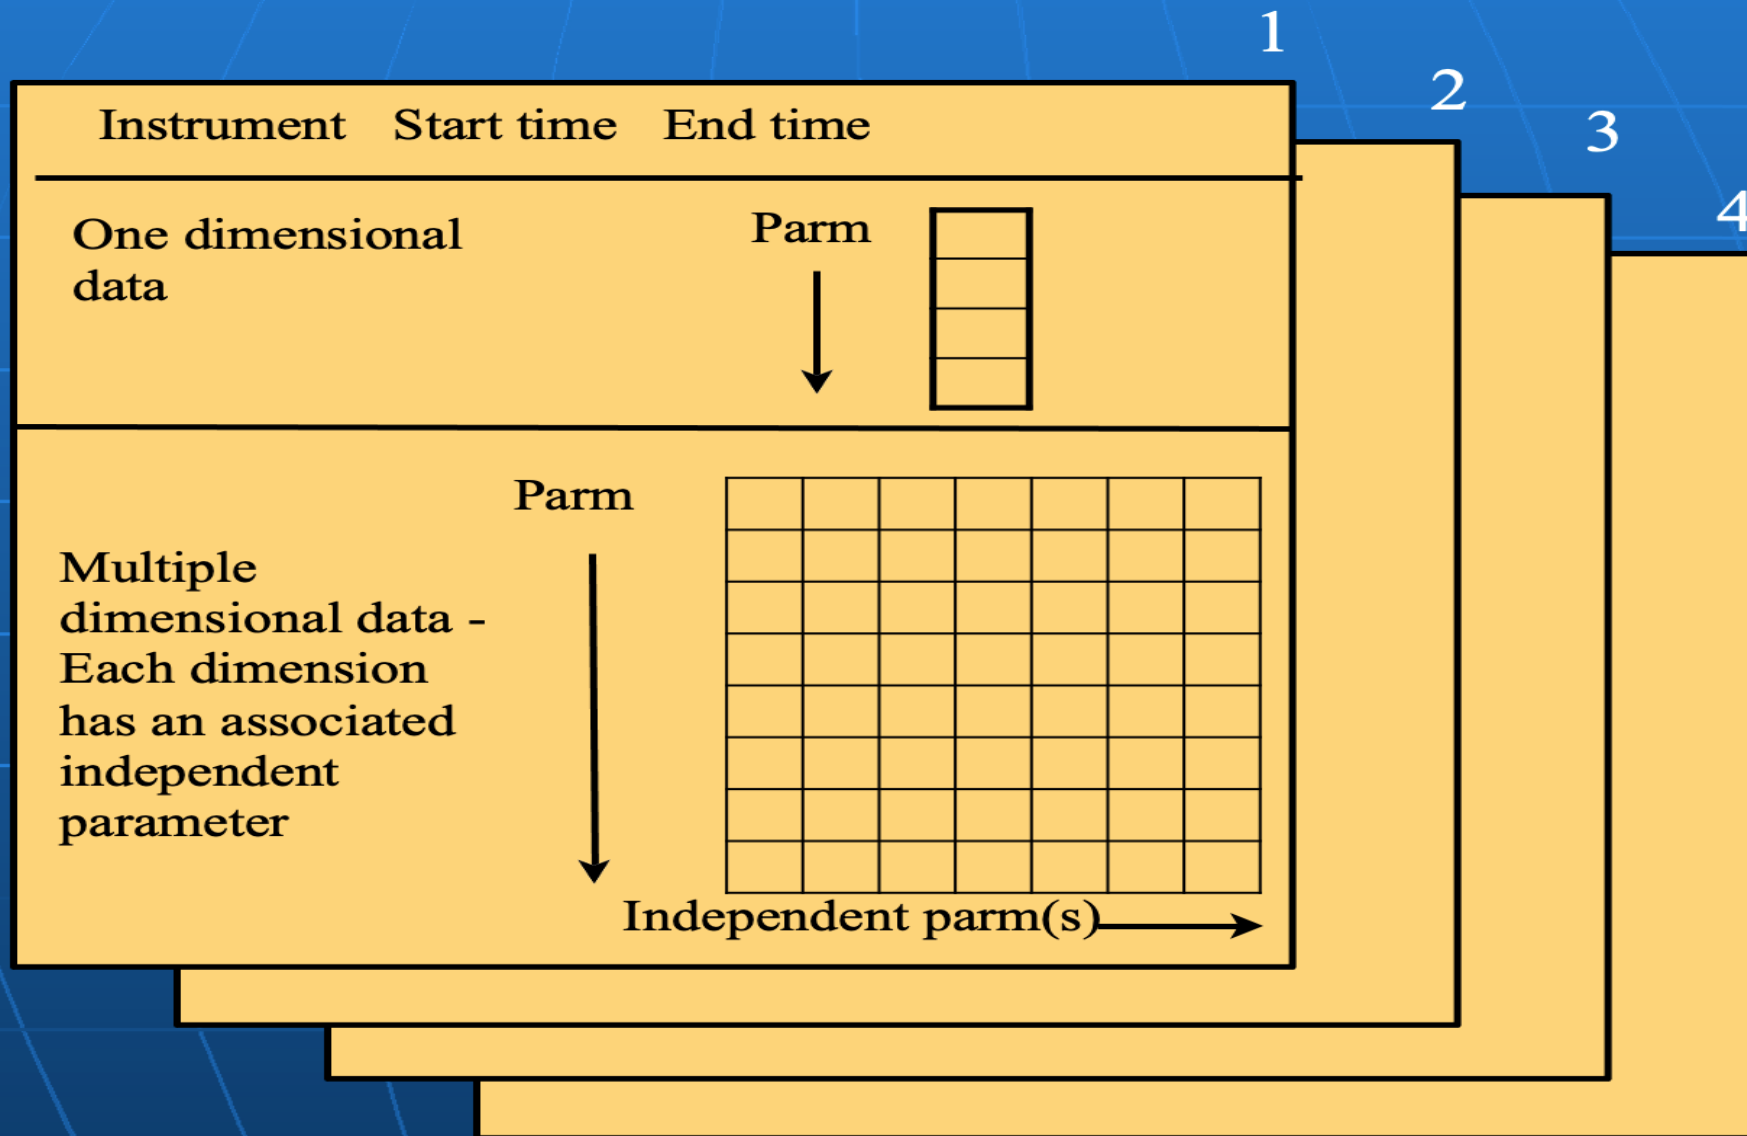 1
2
3
4
Instrument Start time End time
One dimensional
data
Parm
Parm
Multiple
dimensional data -
Each dimension
has an associated
independent
parameter
Independent parm(s)